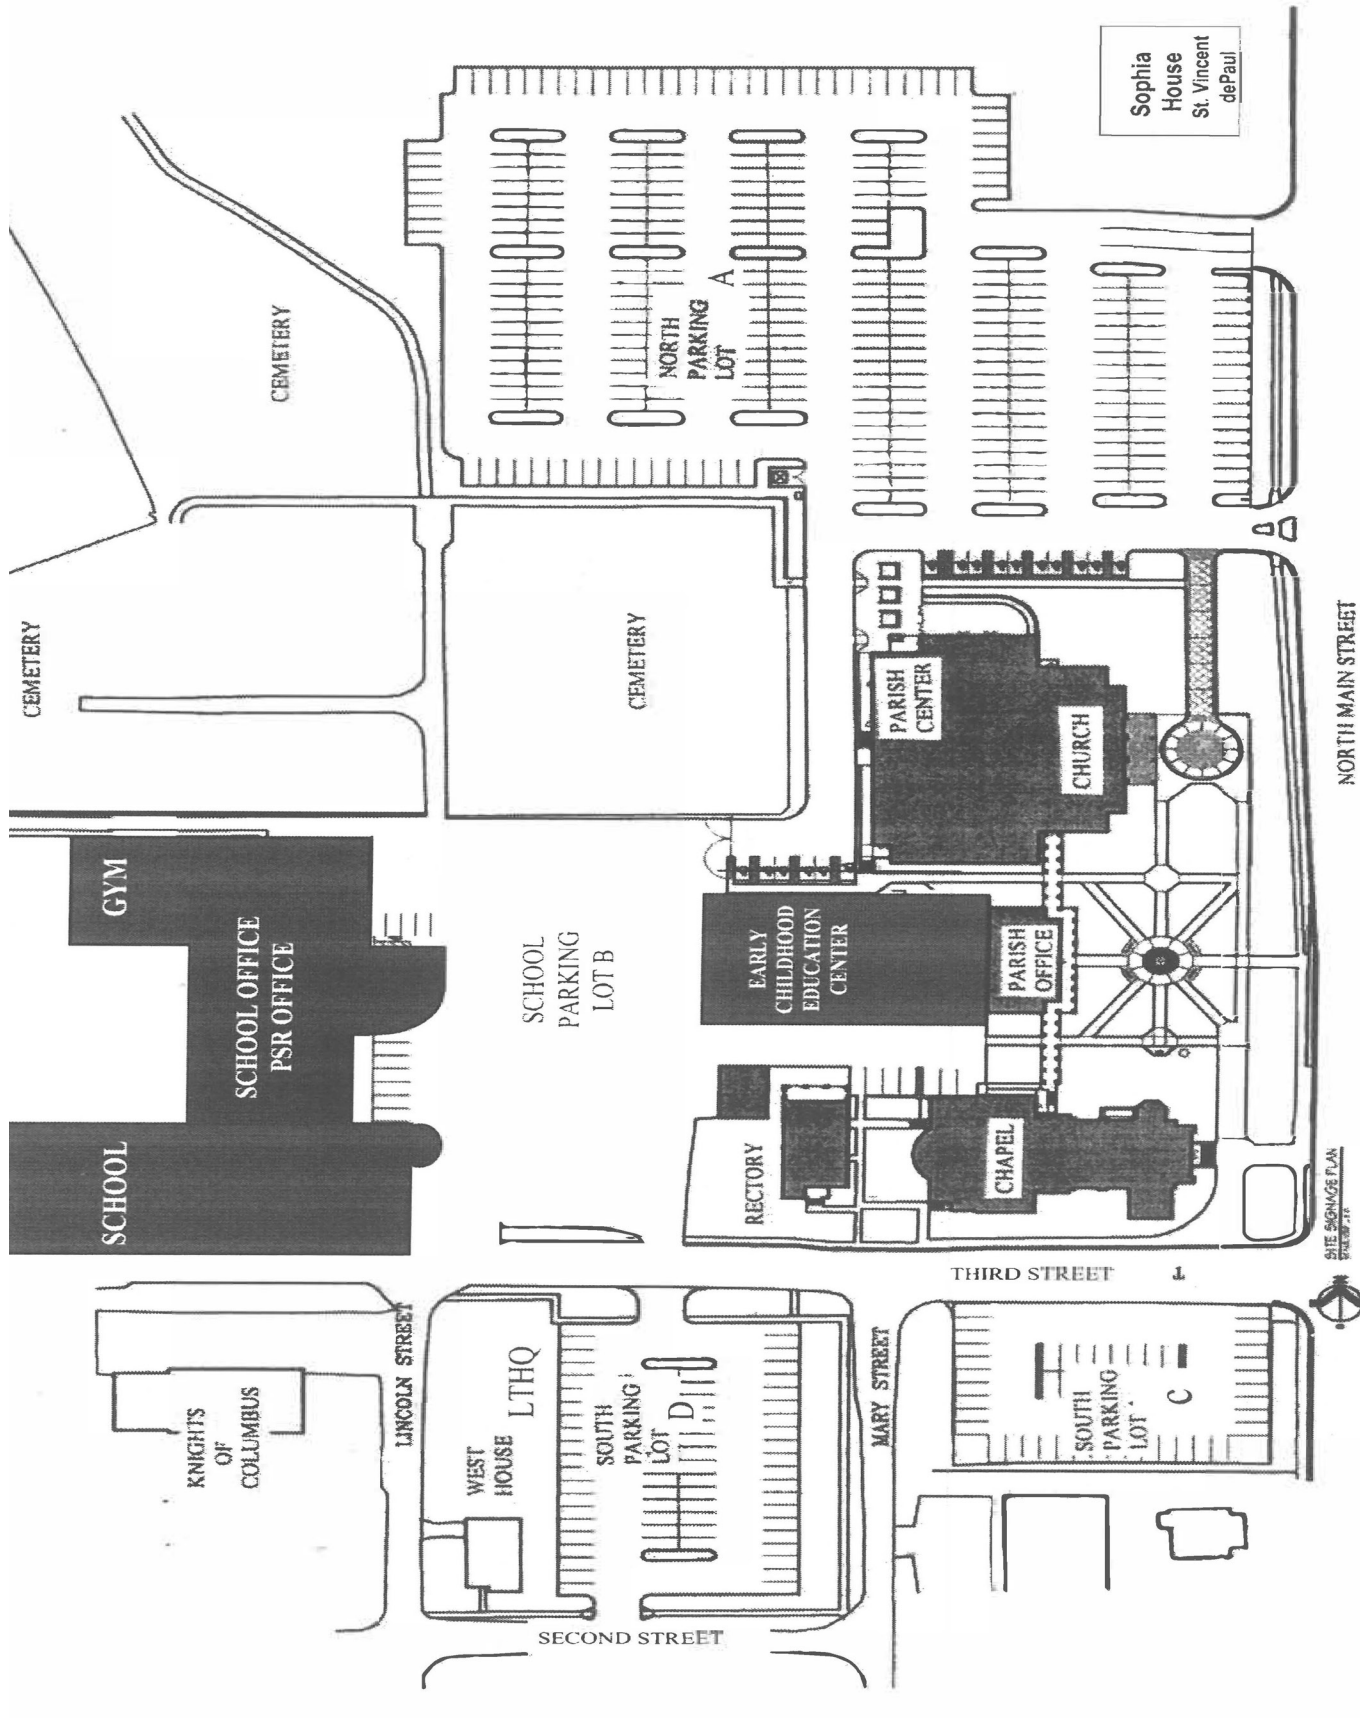 Sophia
House
St. Vincent
dePaul
CEMETERY
NORTH
PARKING
LOT
A
CEMETERY
CEMETERY
PARISH
CENTER
CHURCH
NORTH MAIN STREET
GYM
SCHOOL OFFICE
PSR OFFICE
SCHOOL
SCHOOL
PARKING
LOT B
EARLY
CHILDHOOD
EDUCATION
CENTER
PARISH
OFFICE
RECTORY
CHAPEL
SITE SIGNAGE PLAN
THIRD STREET 1
LINCOLN STREET
KNIGHTS
OF
COLUMBUS
LTHQ
WEST
HOUSE
SOUTH
PARKING
LOT
D
MARY STREET
SOUTH
PARKING
LOT
C
SECOND STREET